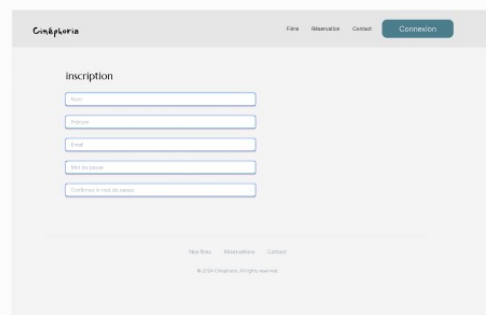 Cinéphoria
Films Réservation Contact Connexion
inscription
Nom
Prénom
Email
Mot de passe
Confirmez le mot de passe
Nos films Réservations Contact
© 2024 Cinéphoria. All rights reserved.